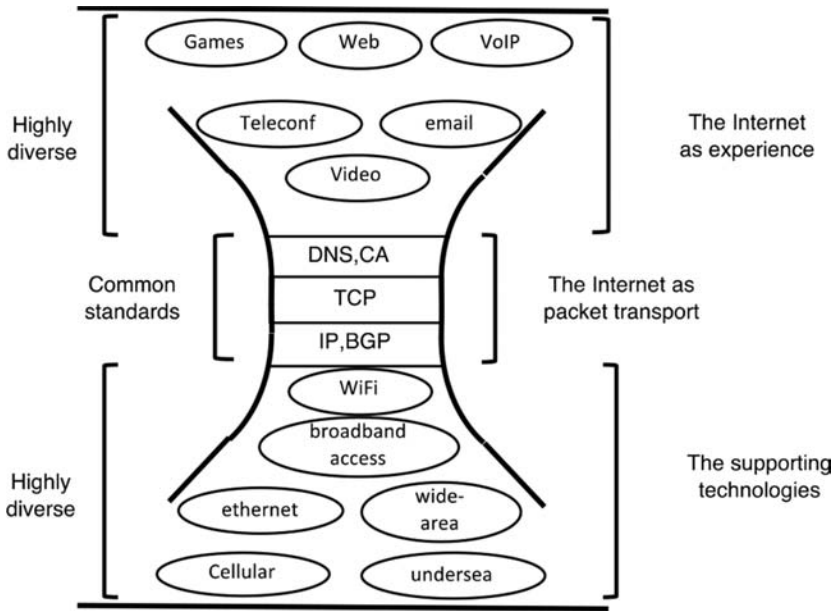 Games
Web
VoIP
Highly
diverse
Teleconf
email
Video
The Internet
as experience
Common
standards
DNS,CA
TCP
IP,BGP
The Internet as
packet transport
Highly
diverse
WiFi
broadband
access
ethernet
wide-
area
Cellular
undersea
The supporting
technologies